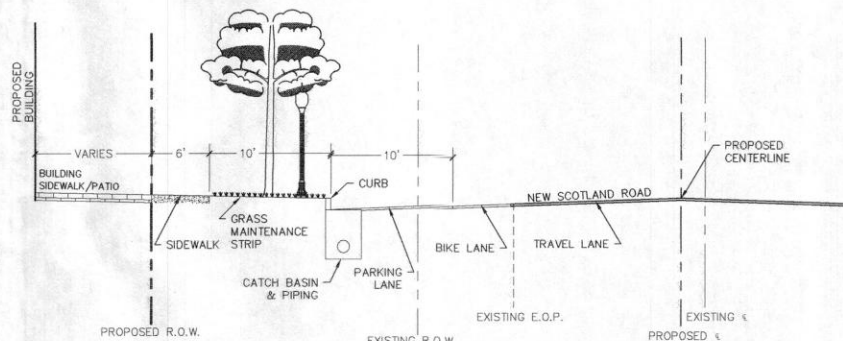 PROPOSED
BUILDING
VARIES
6'
10'
10'
BUILDING
SIDEWALK/PATIO
SIDEWALK
GRASS
MAINTENANCE
STRIP
CURB
CATCH BASIN
& PIPING
PARKING
LANE
BIKE LANE
NEW SCOTLAND ROAD
TRAVEL LANE
PROPOSED
CENTERLINE
PROPOSED R.O.W.
EXISTING R.O.W.
EXISTING E.O.P.
EXISTING ℄
PROPOSED ℄